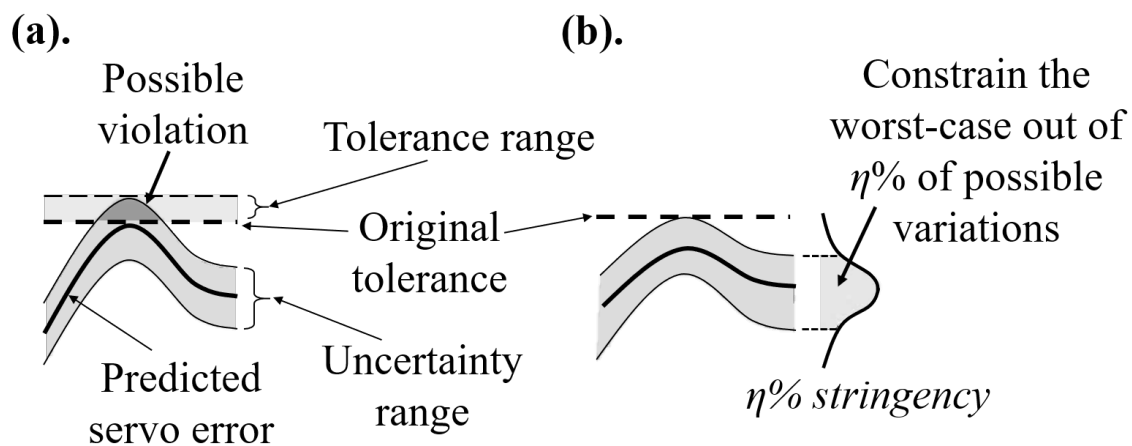 (a).
Possible
violation
Tolerance range
Original
tolerance
Uncertainty
range
Predicted
servo error
(b).
Constrain the
worst-case out of
η% of possible
variations
η% stringency